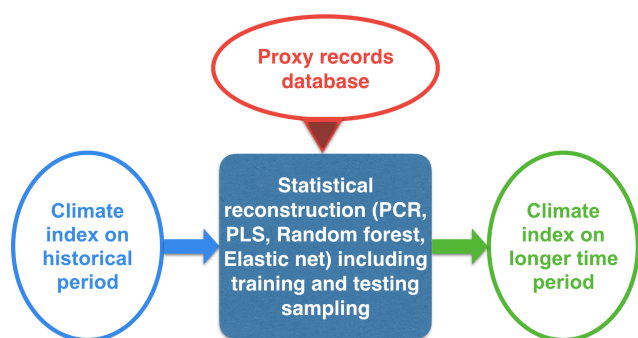 Proxy records
database
Climate
index on
historical
period
Statistical
reconstruction (PCR,
PLS, Random forest,
Elastic net) including
training and testing
sampling
Climate
index on
longer time
period